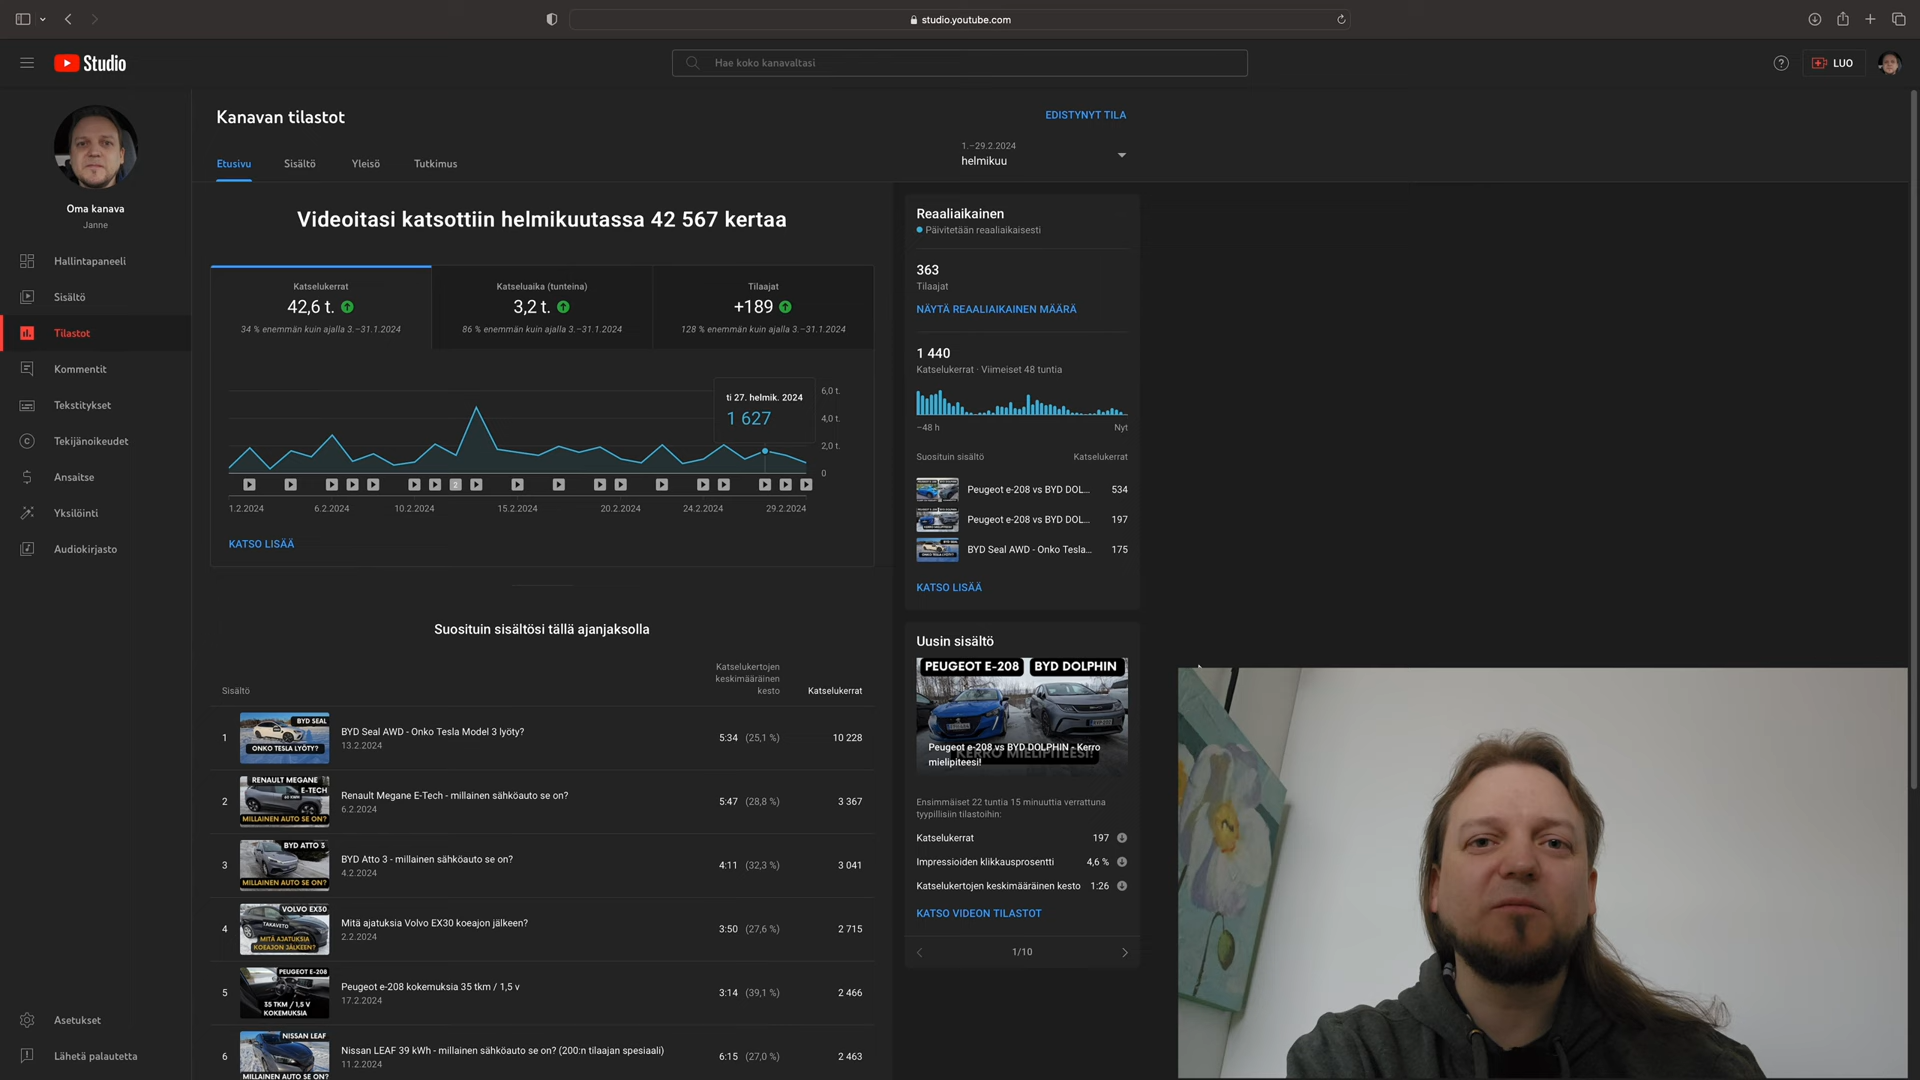 studio.youtube.com
Studio
Hae koko kanavaltasi
LUO
Kanavan tilastot
EDISTYNYT TILA
1.–29.2.2024
helmikuu
Etusivu
Sisältö
Yleisö
Tutkimus
Oma kanava
Janne
Hallintapaneeli
Sisältö
Tilastot
Kommentit
Tekstitykset
Tekijänoikeudet
Ansaitse
Yksilöinti
Audiokirjasto
Asetukset
Lähetä palautetta
Videoitasi katsottiin helmikuutassa 42 567 kertaa
Katselukerrat
42,6 t.
34 % enemmän kuin ajalla 3.–31.1.2024
Katseluaika (tunteina)
3,2 t.
86 % enemmän kuin ajalla 3.–31.1.2024
Tilaajat
+189
128 % enemmän kuin ajalla 3.–31.1.2024
ti 27. helmik. 2024
1 627
6,0 t.
4,0 t.
2,0 t.
0
2
1.2.2024
6.2.2024
10.2.2024
15.2.2024
20.2.2024
24.2.2024
29.2.2024
KATSO LISÄÄ
Suosituin sisältösi tällä ajanjaksolla
Sisältö
Katselukertojen
keskimääräinen
kesto
Katselukerrat
1
BYD SEAL
ONKO TESLA LYÖTY?
BYD Seal AWD - Onko Tesla Model 3 lyöty?
13.2.2024
5:34 (25,1 %)
10 228
2
RENAULT MEGANE
E-TECH
60 KWH
MILLAINEN AUTO SE ON?
Renault Megane E-Tech - millainen sähköauto se on?
6.2.2024
5:47 (28,8 %)
3 367
3
BYD ATTO 3
MILLAINEN AUTO SE ON?
BYD Atto 3 - millainen sähköauto se on?
4.2.2024
4:11 (32,3 %)
3 041
4
VOLVO EX30
TAKAVETO
MITÄ AJATUKSIA
KOEAJON JÄLKEEN?
Mitä ajatuksia Volvo EX30 koeajon jälkeen?
2.2.2024
3:50 (27,6 %)
2 715
5
PEUGEOT E-208
35 TKM / 1,5 V
KOKEMUKSIA
Peugeot e-208 kokemuksia 35 tkm / 1,5 v
17.2.2024
3:14 (39,1 %)
2 466
6
NISSAN LEAF
MILLAINEN AUTO SE ON?
Nissan LEAF 39 kWh - millainen sähköauto se on? (200:n tilaajan spesiaali)
11.2.2024
6:15 (27,0 %)
2 463
Reaaliaikainen
Päivitetään reaaliaikaisesti
363
Tilaajat
NÄYTÄ REAALIAIKAINEN MÄÄRÄ
1 440
Katselukerrat · Viimeiset 48 tuntia
−48 h
Nyt
Suosituin sisältö
Katselukerrat
Peugeot e-208 vs BYD DOL...
534
Peugeot e-208 vs BYD DOL...
197
BYD Seal AWD - Onko Tesla...
175
KATSO LISÄÄ
Uusin sisältö
PEUGEOT E-208
BYD DOLPHIN
KERRO MIELIPITEESI!
Peugeot e-208 vs BYD DOLPHIN - Kerro
mielipiteesi!
Ensimmäiset 22 tuntia 15 minuuttia verrattuna
tyypillisiin tilastoihin:
Katselukerrat
197
Impressioiden klikkausprosentti
4,6 %
Katselukertojen keskimääräinen kesto
1:26
KATSO VIDEON TILASTOT
1/10